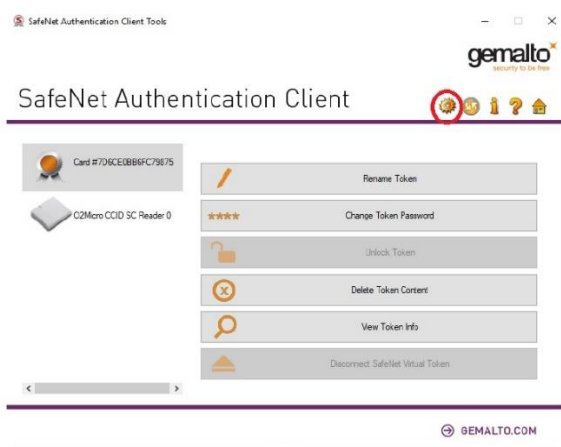 SafeNet Authentication Client Tools
gemalto
security to be free
SafeNet Authentication Client
Card #7D6CE0BB6FC79875
O2Micro CCID SC Reader 0
Rename Token
**** Change Token Password
Unlock Token
Delete Token Content
View Token Info
Disconnect SafeNet Virtual Token
GEMALTO.COM